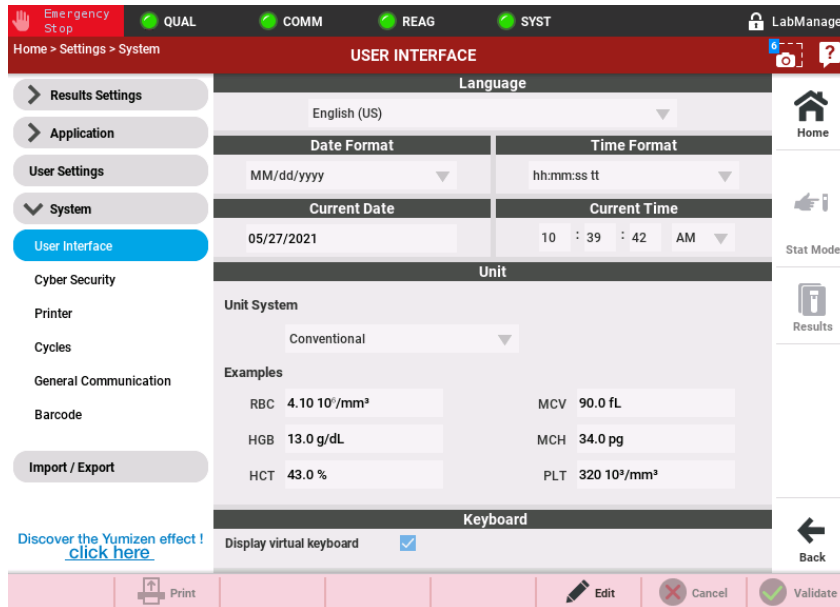 Emergency
Stop
QUAL
COMM
REAG
SYST
LabManage
Home > Settings > System
USER INTERFACE
6
?
Results Settings
Application
User Settings
System
User Interface
Cyber Security
Printer
Cycles
General Communication
Barcode
Import / Export
Discover the Yumizen effect !
click here
Language
English (US)
Date Format
Time Format
MM/dd/yyyy
hh:mm:ss tt
Current Date
Current Time
05/27/2021
10 : 39 : 42 AM
Unit
Unit System
Conventional
Examples
RBC 4.10 10⁶/mm³
MCV 90.0 fL
HGB 13.0 g/dL
MCH 34.0 pg
HCT 43.0 %
PLT 320 10³/mm³
Keyboard
Display virtual keyboard
Home
Stat Mode
Results
Back
Print
Edit
Cancel
Validate